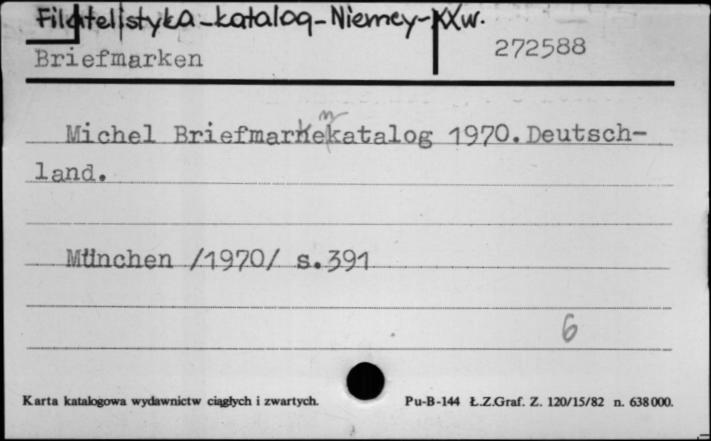 Filatelistyka-katalog-Niemcy-XXw.
Briefmarken 272588
Michel Briefmarkenkatalog 1970. Deutsch-
land.
München /1970/ s.391
6
Karta katalogowa wydawnictw ciągłych i zwartych. Pu-B-144 Ł.Z.Graf. Z. 120/15/82 n. 638000.